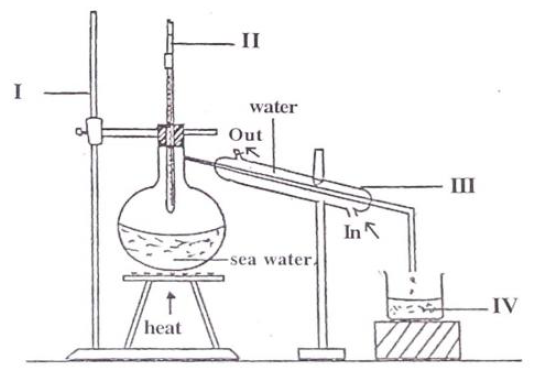 II
I
water
Out
III
In
sea water
IV
heat